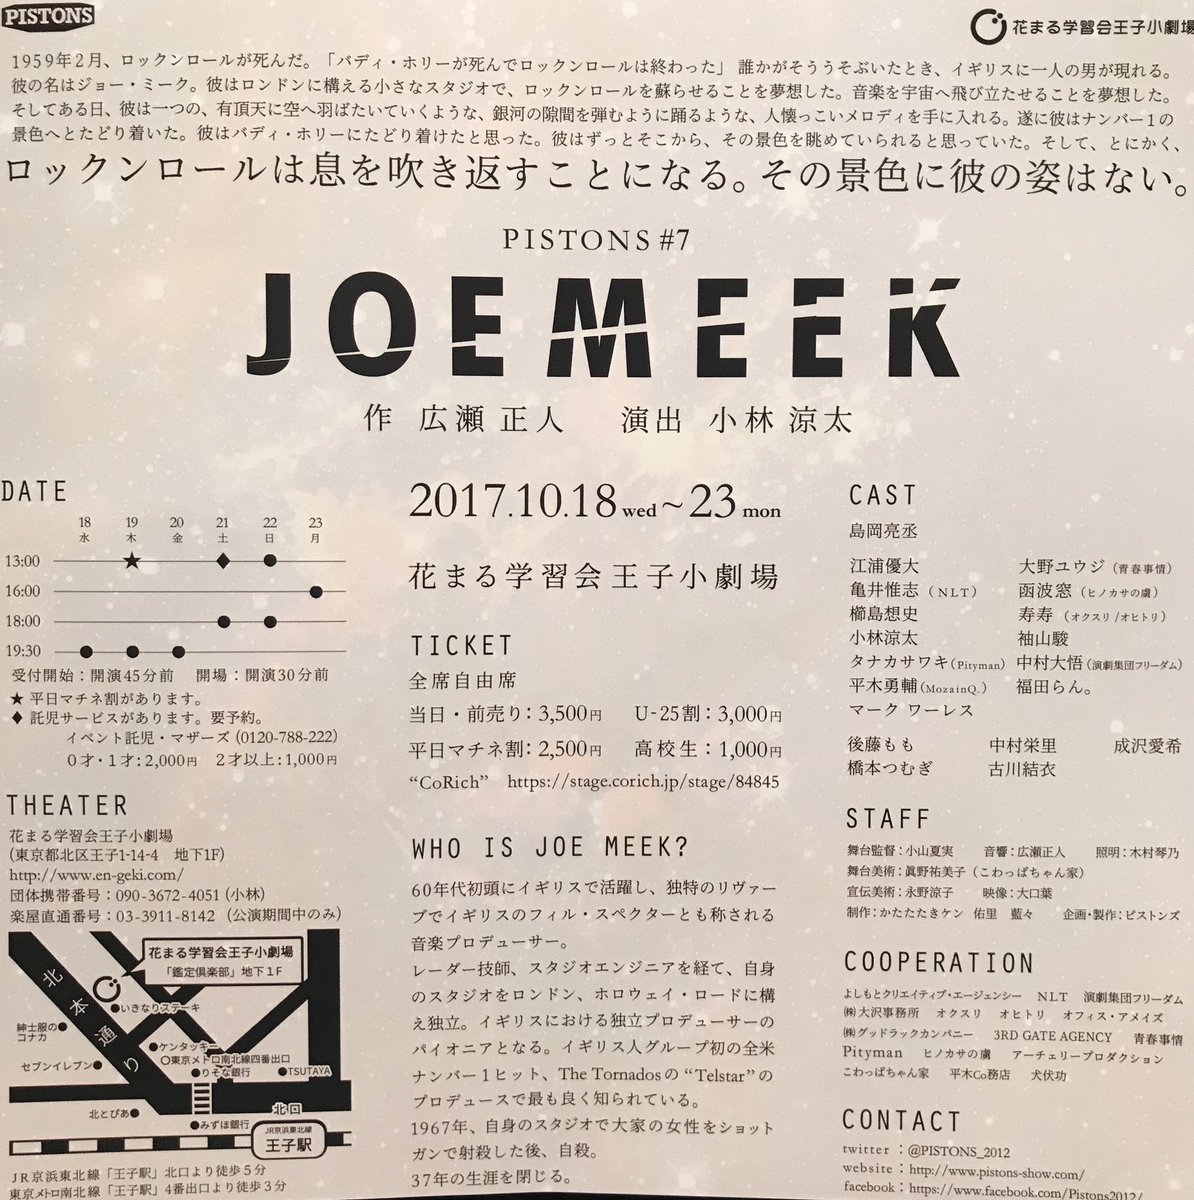 PISTONS
花まる学習会王子小劇場
1959年2月、ロックンロールが死んだ。「バディ・ホリーが死んでロックンロールは終わった」 誰かがそううそぶいたとき、イギリスに一人の男が現れる。
彼の名はジョー・ミーク。彼はロンドンに構える小さなスタジオで、ロックンロールを蘇らせることを夢想した。音楽を宇宙へ飛び立たせることを夢想した。
そしてある日、彼は一つの、有頂天に空へ羽ばたいていくような、銀河の隙間を弾むように踊るような、人懐っこいメロディを手に入れる。遂に彼はナンバー1の
景色へとたどり着いた。彼はバディ・ホリーにたどり着けたと思った。彼はずっとそこから、その景色を眺めていられると思っていた。そして、とにかく、
ロックンロールは息を吹き返すことになる。その景色に彼の姿はない。
PISTONS #7
JOEMEEK
作 広瀬 正人 演出 小林 涼太
DATE
18 19 20 21 22 23
水 木 金 土 日 月
13:00 ★ ♦ ●
16:00 ●
18:00 ● ●
19:30 ● ● ●
受付開始：開演45分前 開場：開演30分前
★ 平日マチネ割があります。
♦ 託児サービスがあります。要予約。
イベント託児・マザーズ (0120-788-222)
0才・1才：2,000円 2才以上：1,000円
THEATER
花まる学習会王子小劇場
(東京都北区王子1-14-4 地下1F)
http://www.en-geki.com/
団体携帯番号：090-3672-4051 (小林)
楽屋直通番号：03-3911-8142 (公演期間中のみ)
花まる学習会王子小劇場
「鑑定倶楽部」地下1F
北本通り
●いきなりステーキ
紳士服の●
コナカ
●ケンタッキー
○東京メトロ南北線四番出口
セブンイレブン●
●りそな銀行
●TSUTAYA
北とぴあ●
北口
●みずほ銀行
JR京浜東北線
王子駅
JR京浜東北線「王子駅」北口より徒歩5分
東京メトロ南北線「王子駅」4番出口より徒歩3分
2017.10.18 wed ~ 23 mon
花まる学習会王子小劇場
TICKET
全席自由席
当日・前売り：3,500円 U-25割：3,000円
平日マチネ割：2,500円 高校生：1,000円
“CoRich” https://stage.corich.jp/stage/84845
WHO IS JOE MEEK?
60年代初頭にイギリスで活躍し、独特のリヴァー
ブでイギリスのフィル・スペクターとも称される
音楽プロデューサー。
レーダー技師、スタジオエンジニアを経て、自身
のスタジオをロンドン、ホロウェイ・ロードに構
え独立。イギリスにおける独立プロデューサーの
パイオニアとなる。イギリス人グループ初の全米
ナンバー1ヒット、The Tornadosの“Telstar”の
プロデュースで最も良く知られている。
1967年、自身のスタジオで大家の女性をショット
ガンで射殺した後、自殺。
37年の生涯を閉じる。
CAST
島岡亮丞
江浦優大 大野ユウジ (青春事情)
亀井惟志 (NLT) 函波窓 (ヒノカサの虜)
櫛島想史 寿寿 (オクスリ/オヒトリ)
小林涼太 袖山駿
タナカサワキ (Pityman) 中村大悟 (演劇集団フリーダム)
平木勇輔 (MozainQ.) 福田らん。
マーク ワーレス
後藤もも 中村栄里 成沢愛希
橋本つむぎ 古川結衣
STAFF
舞台監督：小山夏実 音響：広瀬正人 照明：木村琴乃
舞台美術：眞野祐美子 (こわっぱちゃん家)
宣伝美術：永野涼子 映像：大口葉
制作：かたたたきケン 佑里 藍々 企画・製作：ピストンズ
COOPERATION
よしもとクリエイティブ・エージェンシー NLT 演劇集団フリーダム
㈱大沢事務所 オクスリ オヒトリ オフィス・アメイズ
㈱グッドラックカンパニー 3RD GATE AGENCY 青春事情
Pityman ヒノカサの虜 アーチェリープロダクション
こわっぱちゃん家 平木Co務店 犬伏功
CONTACT
twitter : @PISTONS_2012
website : http://www.pistons-show.com/
facebook : https://www.facebook.com/Pistons2012/